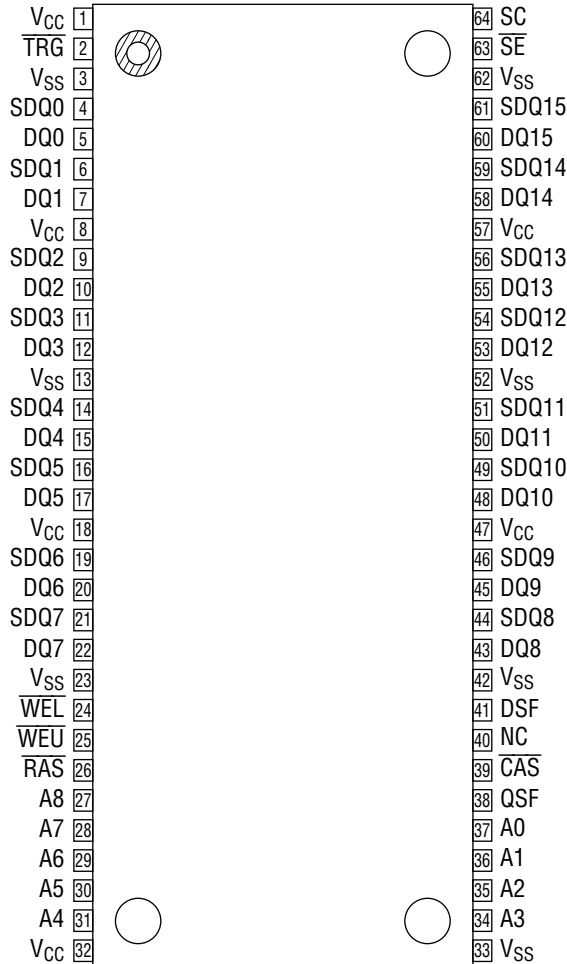 VCC 1 64 SC
TRG 2 63 SE
VSS 3 62 VSS
SDQ0 4 61 SDQ15
DQ0 5 60 DQ15
SDQ1 6 59 SDQ14
DQ1 7 58 DQ14
VCC 8 57 VCC
SDQ2 9 56 SDQ13
DQ2 10 55 DQ13
SDQ3 11 54 SDQ12
DQ3 12 53 DQ12
VSS 13 52 VSS
SDQ4 14 51 SDQ11
DQ4 15 50 DQ11
SDQ5 16 49 SDQ10
DQ5 17 48 DQ10
VCC 18 47 VCC
SDQ6 19 46 SDQ9
DQ6 20 45 DQ9
SDQ7 21 44 SDQ8
DQ7 22 43 DQ8
VSS 23 42 VSS
WEL 24 41 DSF
WEU 25 40 NC
RAS 26 39 CAS
A8 27 38 QSF
A7 28 37 A0
A6 29 36 A1
A5 30 35 A2
A4 31 34 A3
VCC 32 33 VSS